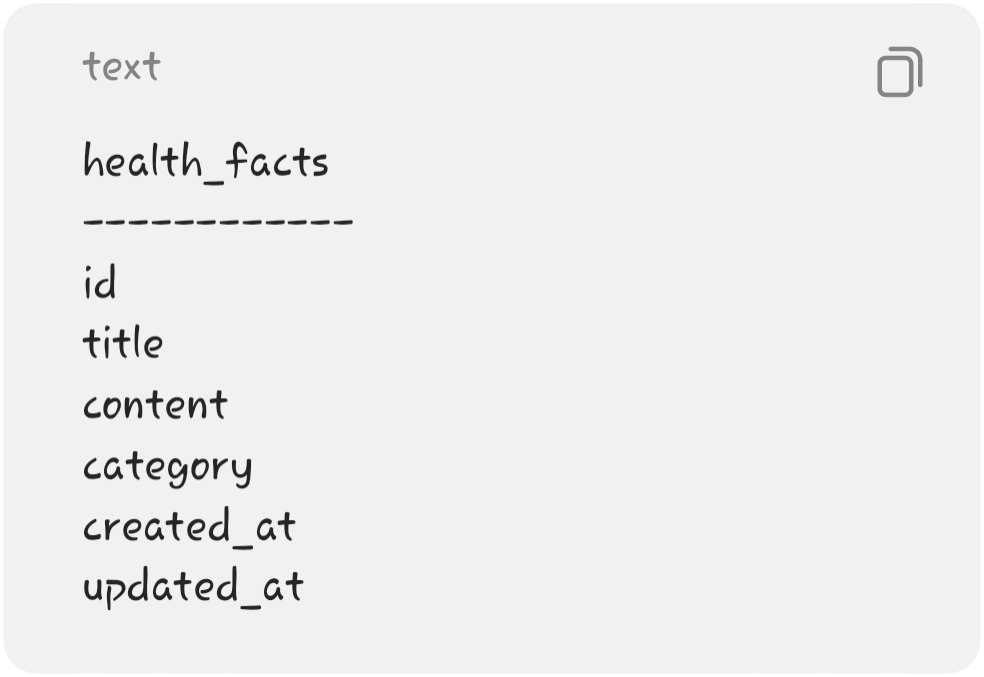 text
health_facts
------------
id
title
content
category
created_at
updated_at